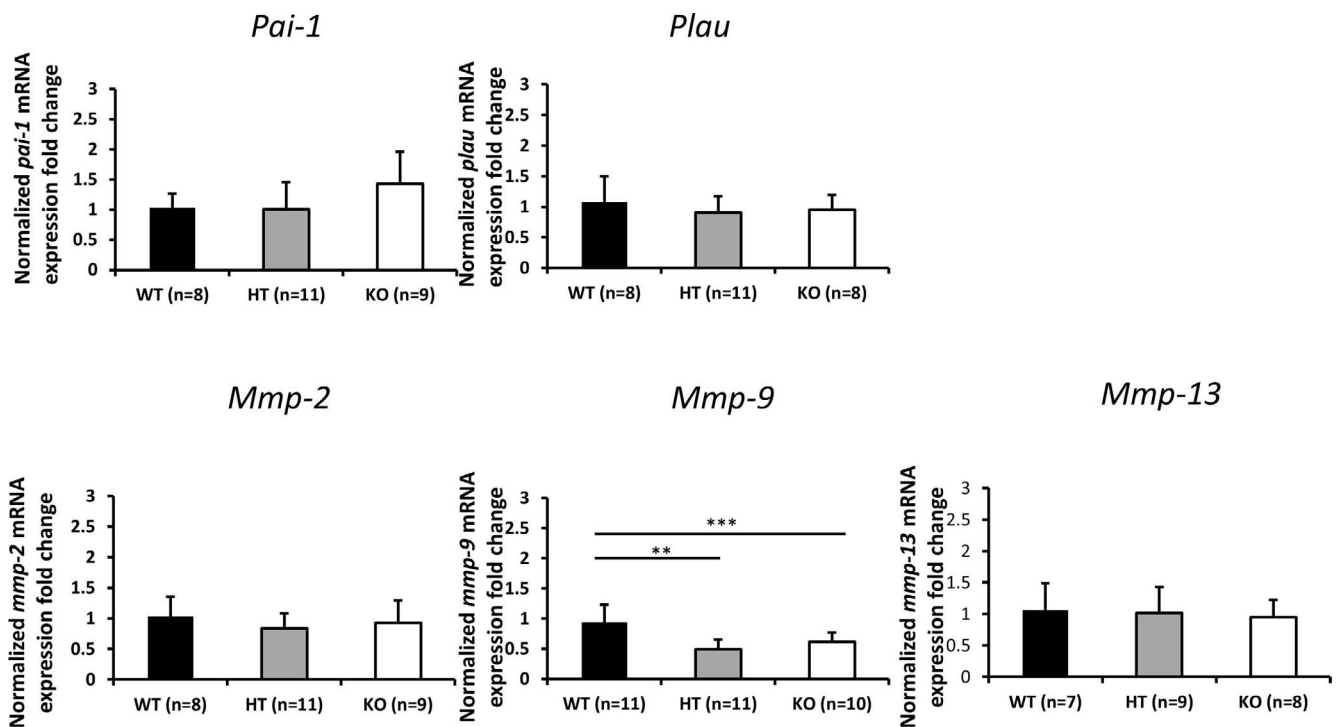 Pai-1
Normalized pai-1 mRNA
expression fold change
3
2.5
2
1.5
1
0.5
0
WT (n=8) HT (n=11) KO (n=9)
Plau
Normalized plau mRNA
expression fold change
3
2.5
2
1.5
1
0.5
0
WT (n=8) HT (n=11) KO (n=8)
Mmp-2
Normalized mmp-2 mRNA
expression fold change
3
2.5
2
1.5
1
0.5
0
WT (n=8) HT (n=11) KO (n=9)
Mmp-9
Normalized mmp-9 mRNA
expression fold change
3
2.5
2
1.5
1
0.5
0
***
**
WT (n=11) HT (n=11) KO (n=10)
Mmp-13
Normalized mmp-13 mRNA
expression fold change
3
2.5
2
1.5
1
0.5
0
WT (n=7) HT (n=9) KO (n=8)